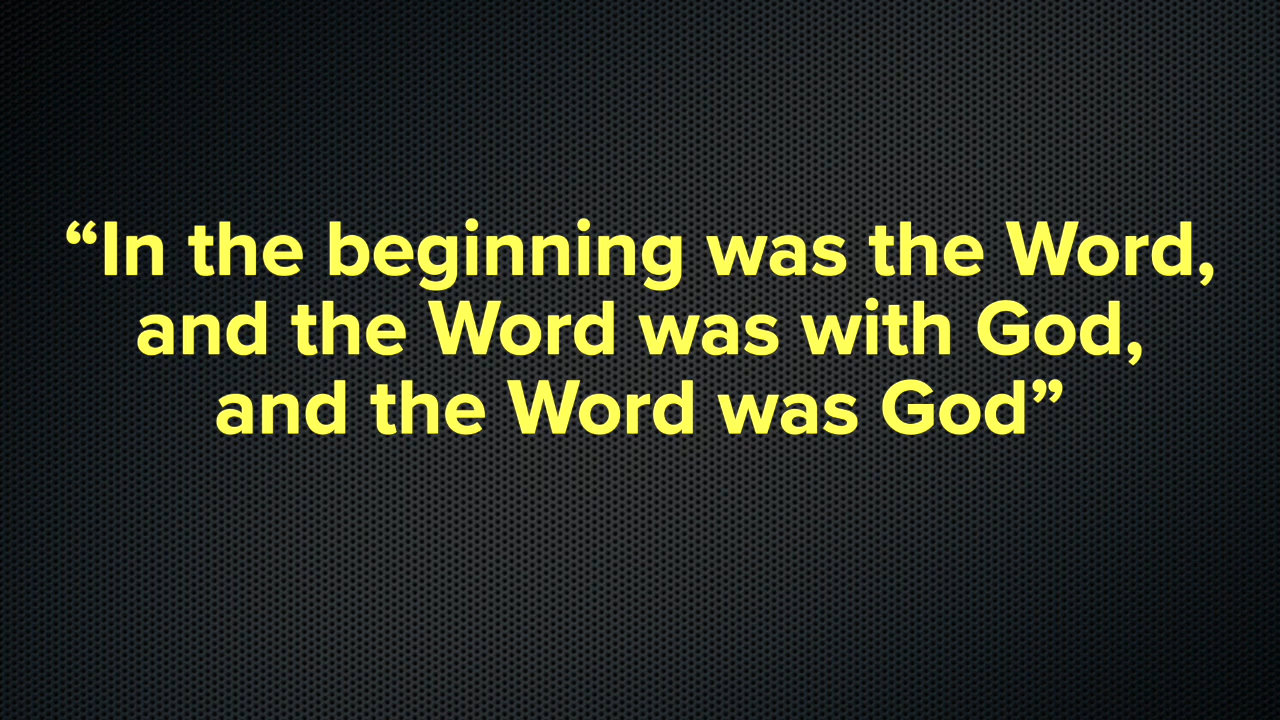 “In the beginning was the Word,
and the Word was with God,
and the Word was God”